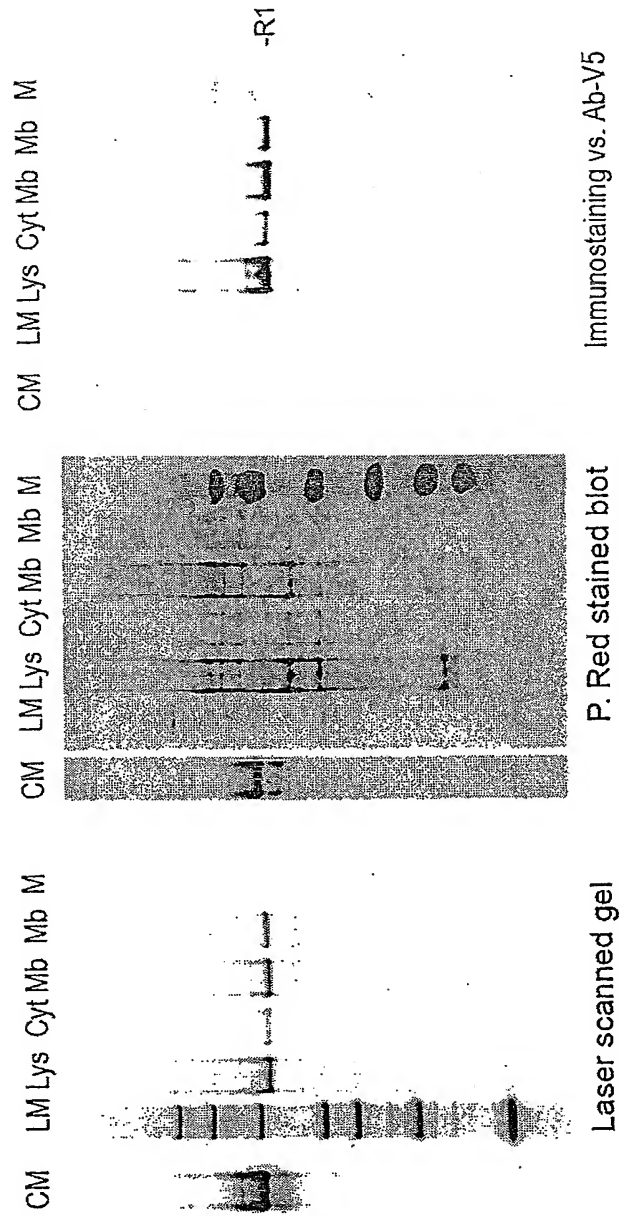 CM LM Lys Cyt Mb Mb M
Laser scanned gel
CM LM Lys Cyt Mb Mb M
P. Red stained blot
CM LM Lys Cyt Mb Mb M
-R1
Immunostaining vs. Ab-V5